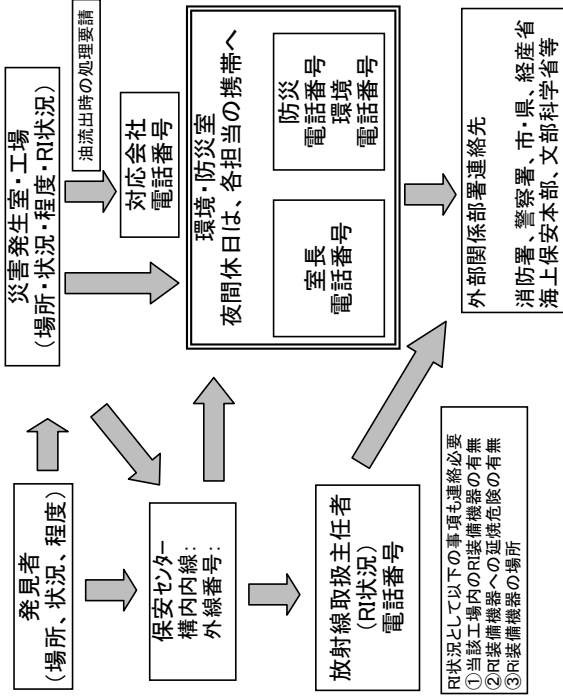 発見者
(場所、状況、程度)
災害発生室・工場
(場所・状況・程度・RI状況)
油流出時の処理要請
対応会社
電話番号
保安センター
構内内線:
外線番号:
環境・防災室
夜間休日は、各担当の携帯へ
室長
電話番号
防災
電話番号
環境
電話番号
放射線取扱主任者
(RI状況)
電話番号
外部関係部署連絡先
消防署、警察署、市・県、経産省
海上保安本部、文部科学省等
RI状況として以下の事項も連絡必要
①当該工場内のRI装備機器の有無
②RI装備機器への延焼危険の有無
③RI装備機器の場所